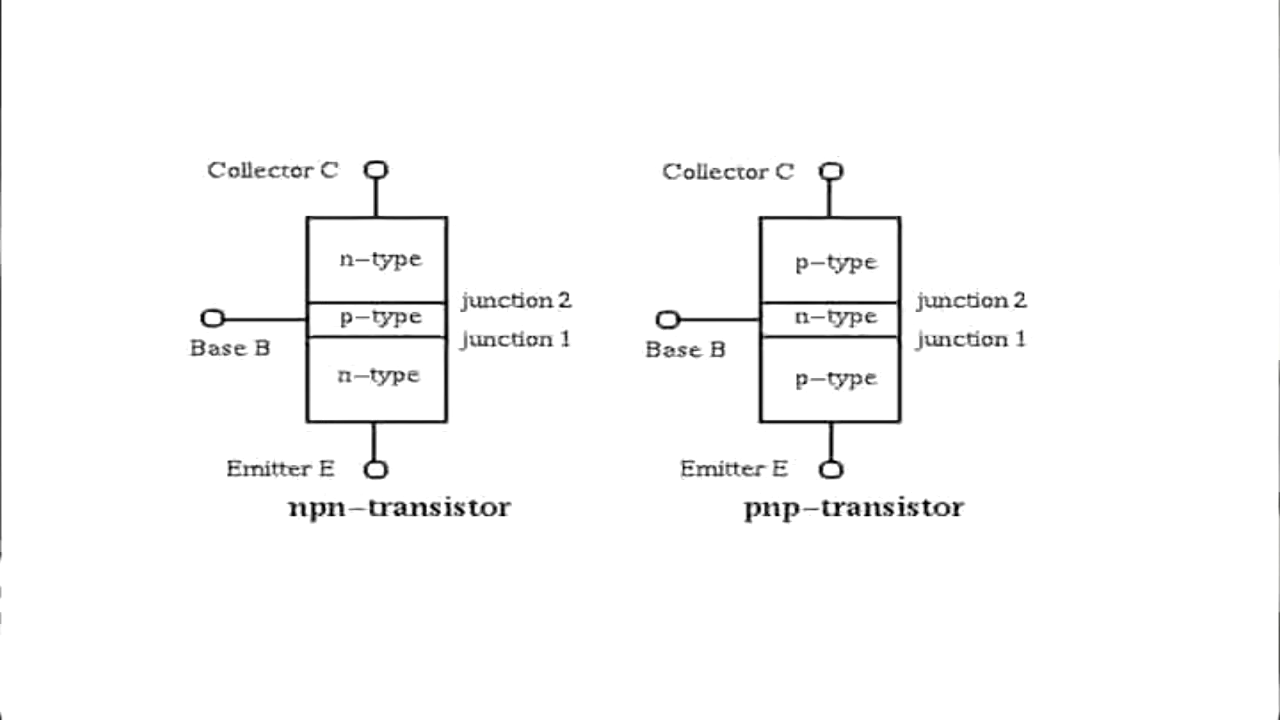 Collector C
n-type
junction 2
p-type
junction 1
Base B
n-type
Emitter E
npn-transistor
Collector C
p-type
junction 2
n-type
junction 1
Base B
p-type
Emitter E
pnp-transistor